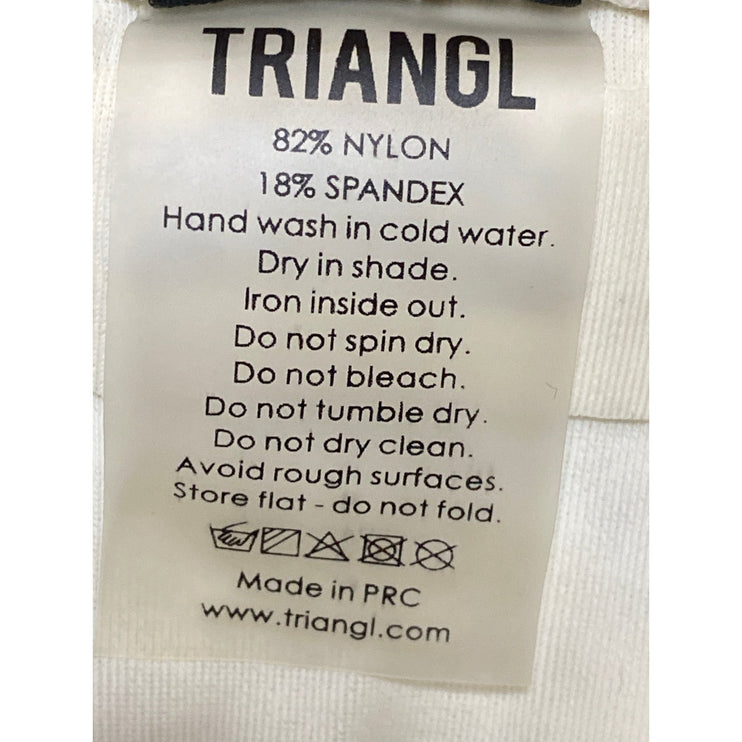 TRIANGL
82% NYLON
18% SPANDEX
Hand wash in cold water.
Dry in shade.
Iron inside out.
Do not spin dry.
Do not bleach.
Do not tumble dry.
Do not dry clean.
Avoid rough surfaces.
Store flat - do not fold.
Made in PRC
www.triangl.com